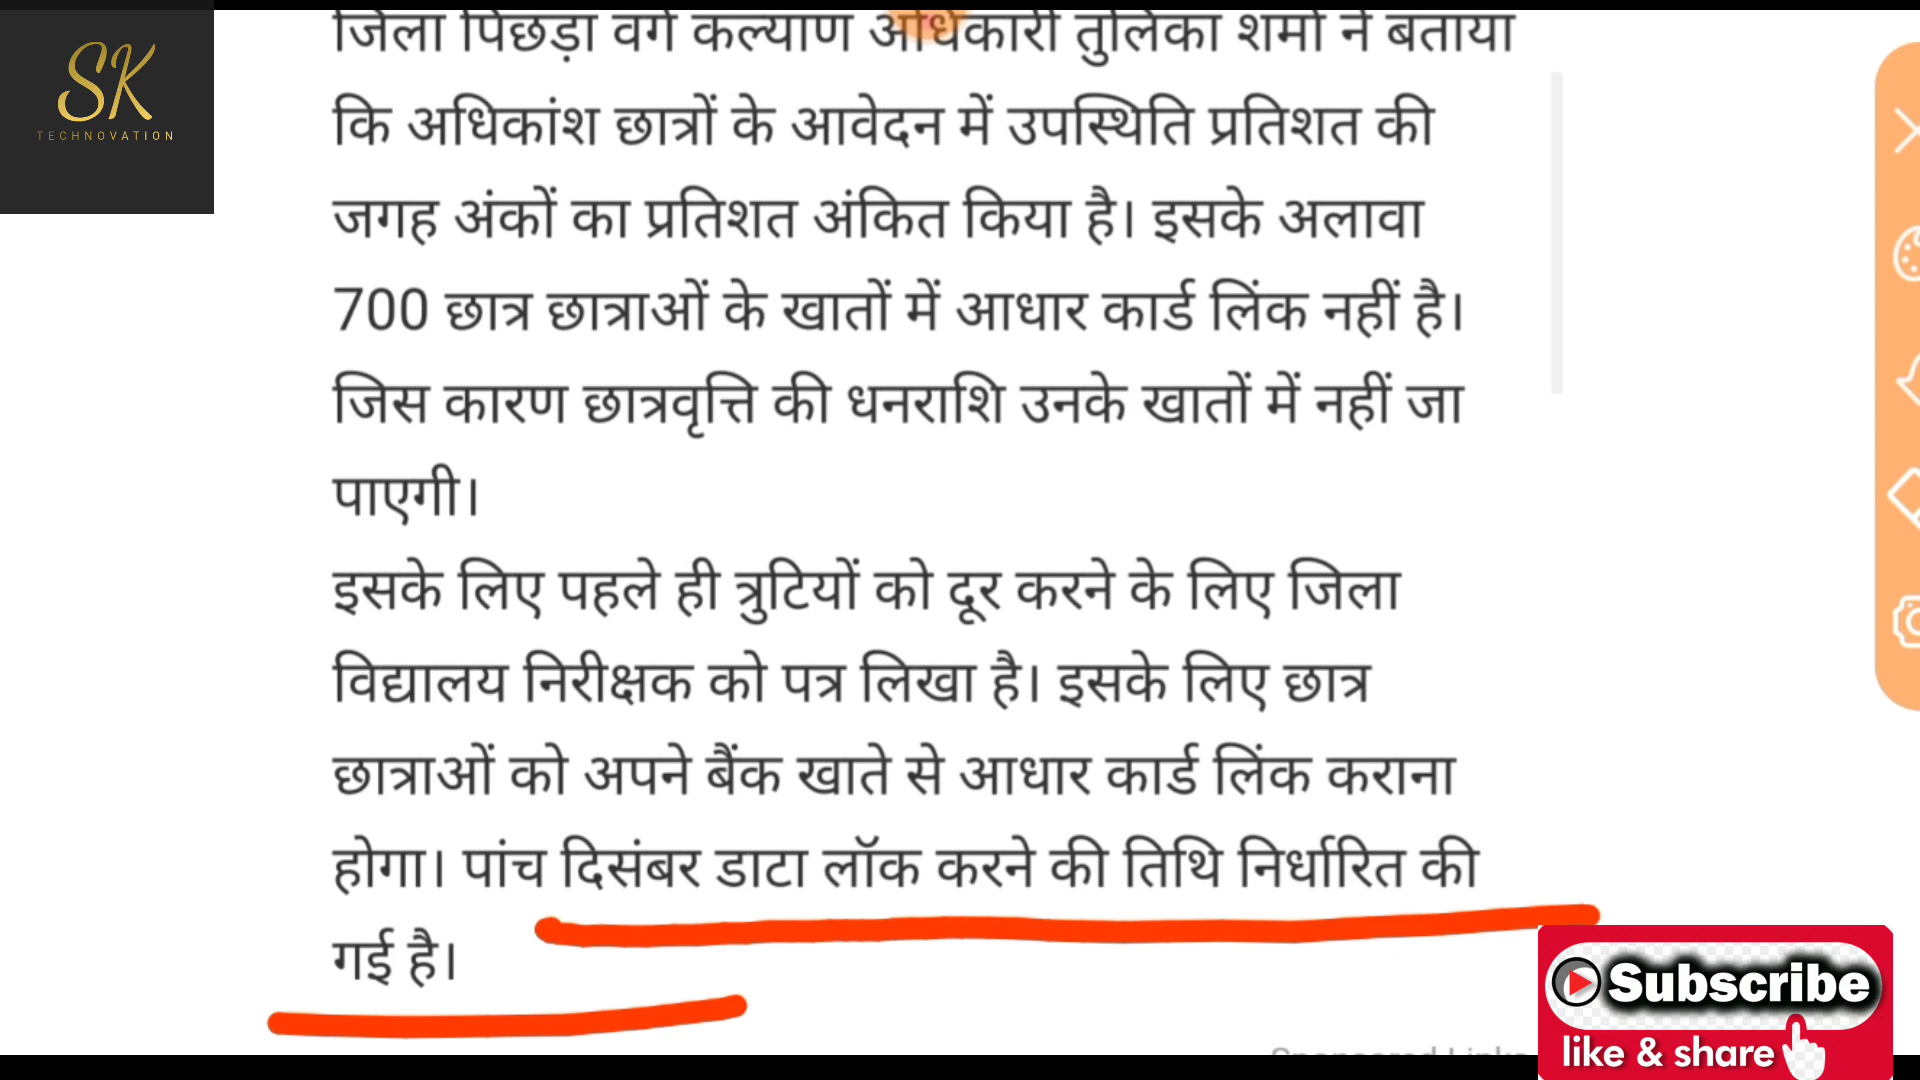 SK
TECHNOVATION
जिला पिछड़ा वर्ग कल्याण अधिकारी तुलिका शर्मा ने बताया
कि अधिकांश छात्रों के आवेदन में उपस्थिति प्रतिशत की
जगह अंकों का प्रतिशत अंकित किया है। इसके अलावा
700 छात्र छात्राओं के खातों में आधार कार्ड लिंक नहीं है।
जिस कारण छात्रवृत्ति की धनराशि उनके खातों में नहीं जा
पाएगी।
इसके लिए पहले ही त्रुटियों को दूर करने के लिए जिला
विद्यालय निरीक्षक को पत्र लिखा है। इसके लिए छात्र
छात्राओं को अपने बैंक खाते से आधार कार्ड लिंक कराना
होगा। पांच दिसंबर डाटा लॉक करने की तिथि निर्धारित की
गई है।
Subscribe
like & share